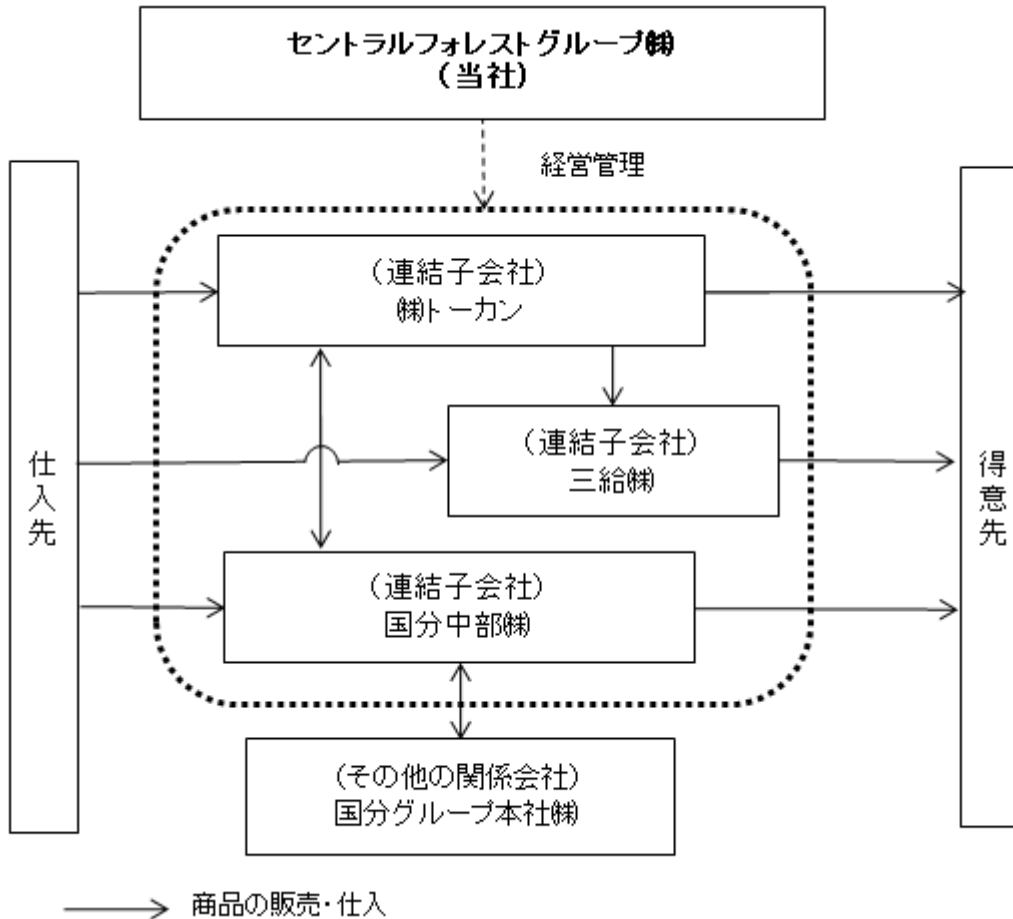 セントラルフォレストグループ㈱
（当社）
経営管理
（連結子会社）
㈱トーカン
（連結子会社）
三給㈱
仕入先
得意先
（連結子会社）
国分中部㈱
(その他の関係会社)
国分グループ本社㈱
商品の販売・仕入